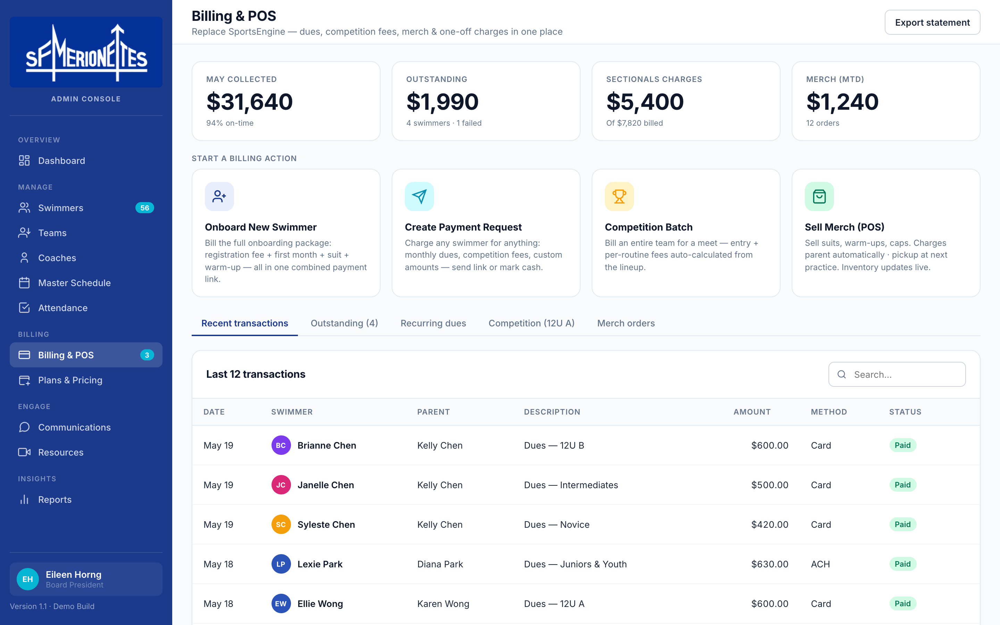 SF MERIONETTES
ADMIN CONSOLE
OVERVIEW
Dashboard
MANAGE
Swimmers 56
Teams
Coaches
Master Schedule
Attendance
BILLING
Billing & POS 3
Plans & Pricing
ENGAGE
Communications
Resources
INSIGHTS
Reports
EH Eileen Horng
Board President
Version 1.1 · Demo Build
Billing & POS
Replace SportsEngine — dues, competition fees, merch & one-off charges in one place
Export statement
MAY COLLECTED
$31,640
94% on-time
OUTSTANDING
$1,990
4 swimmers · 1 failed
SECTIONALS CHARGES
$5,400
Of $7,820 billed
MERCH (MTD)
$1,240
12 orders
START A BILLING ACTION
Onboard New Swimmer
Bill the full onboarding package:
registration fee + first month + suit +
warm-up — all in one combined payment
link.
Create Payment Request
Charge any swimmer for anything:
monthly dues, competition fees, custom
amounts — send link or mark cash.
Competition Batch
Bill an entire team for a meet — entry +
per-routine fees auto-calculated from
the lineup.
Sell Merch (POS)
Sell suits, warm-ups, caps. Charges
parent automatically · pickup at next
practice. Inventory updates live.
Recent transactions Outstanding (4) Recurring dues Competition (12U A) Merch orders
Last 12 transactions
Search...
DATE SWIMMER PARENT DESCRIPTION AMOUNT METHOD STATUS
May 19 BC Brianne Chen Kelly Chen Dues — 12U B $600.00 Card Paid
May 19 JC Janelle Chen Kelly Chen Dues — Intermediates $500.00 Card Paid
May 19 SC Syleste Chen Kelly Chen Dues — Novice $420.00 Card Paid
May 18 LP Lexie Park Diana Park Dues — Juniors & Youth $630.00 ACH Paid
May 18 EW Ellie Wong Karen Wong Dues — 12U A $600.00 Card Paid